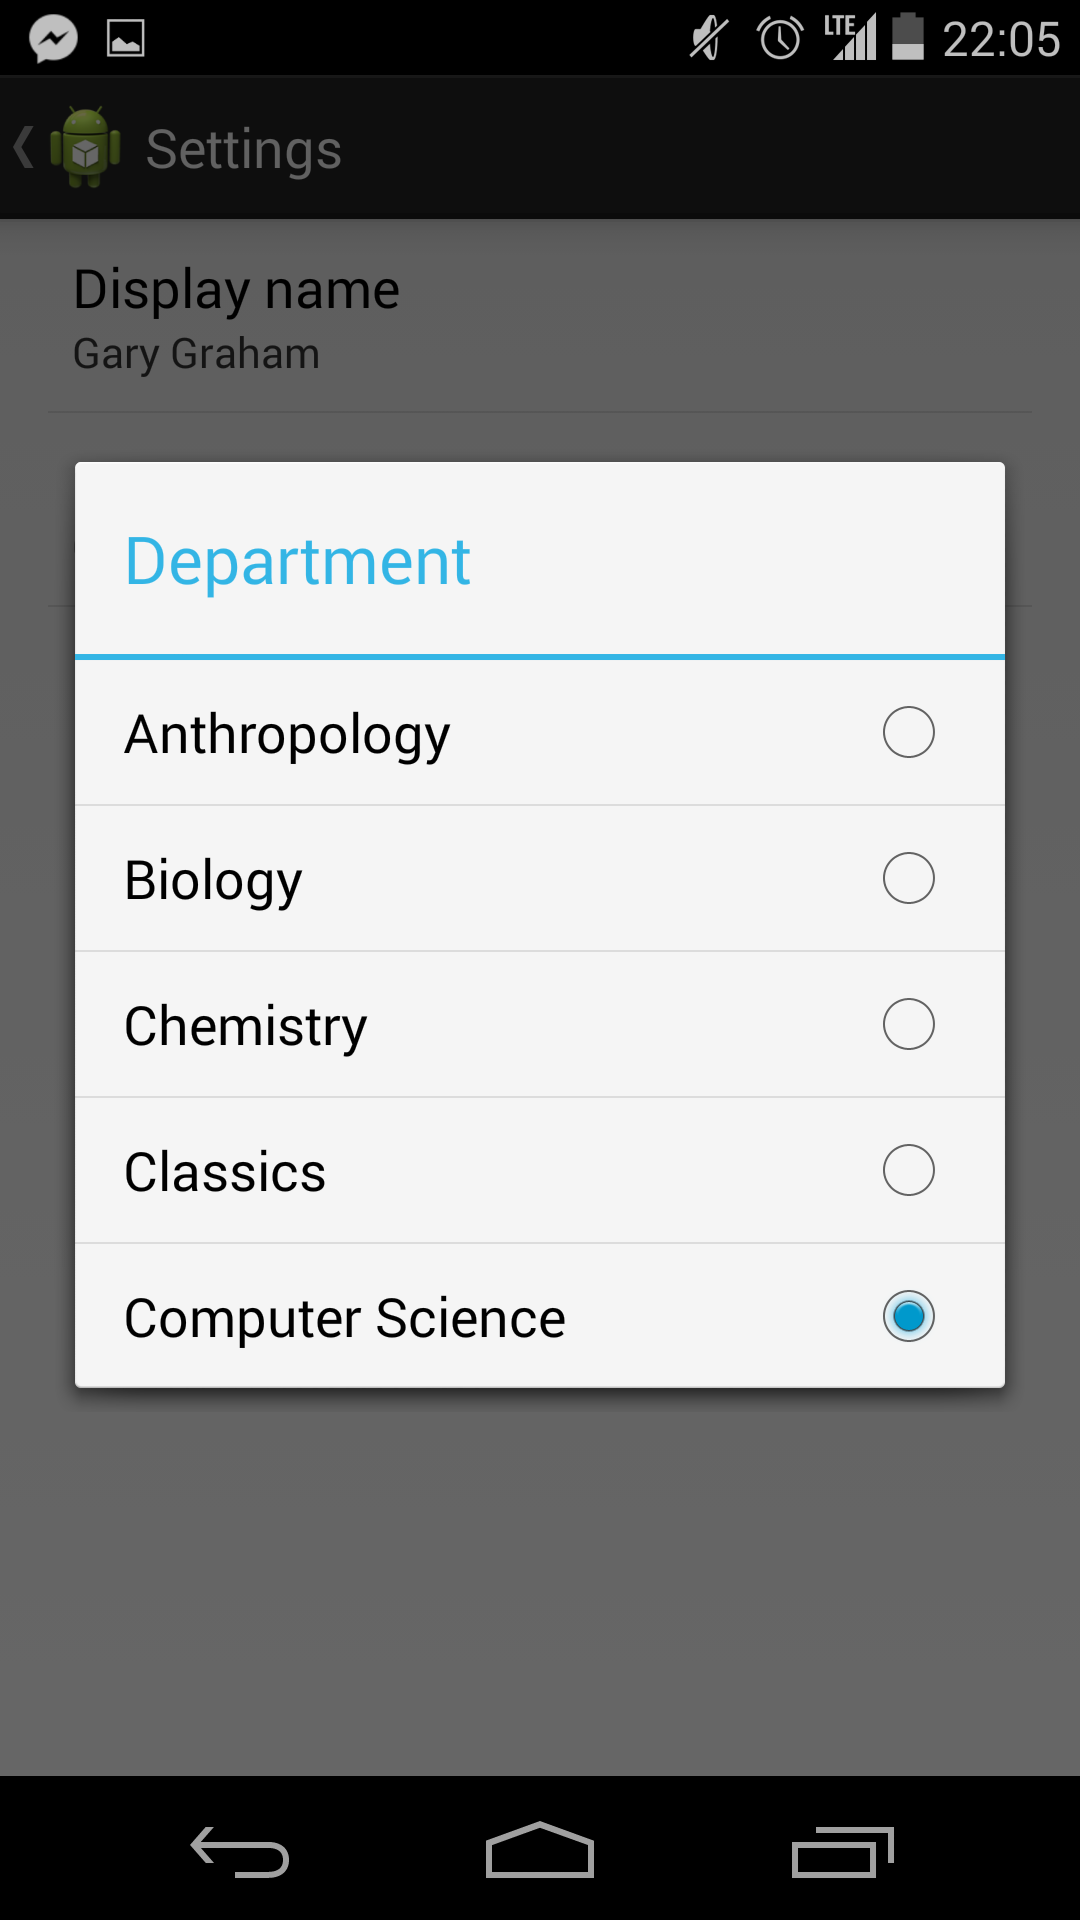 LTE 22:05
Settings
Display name
Gary Graham
Department
Anthropology
Biology
Chemistry
Classics
Computer Science